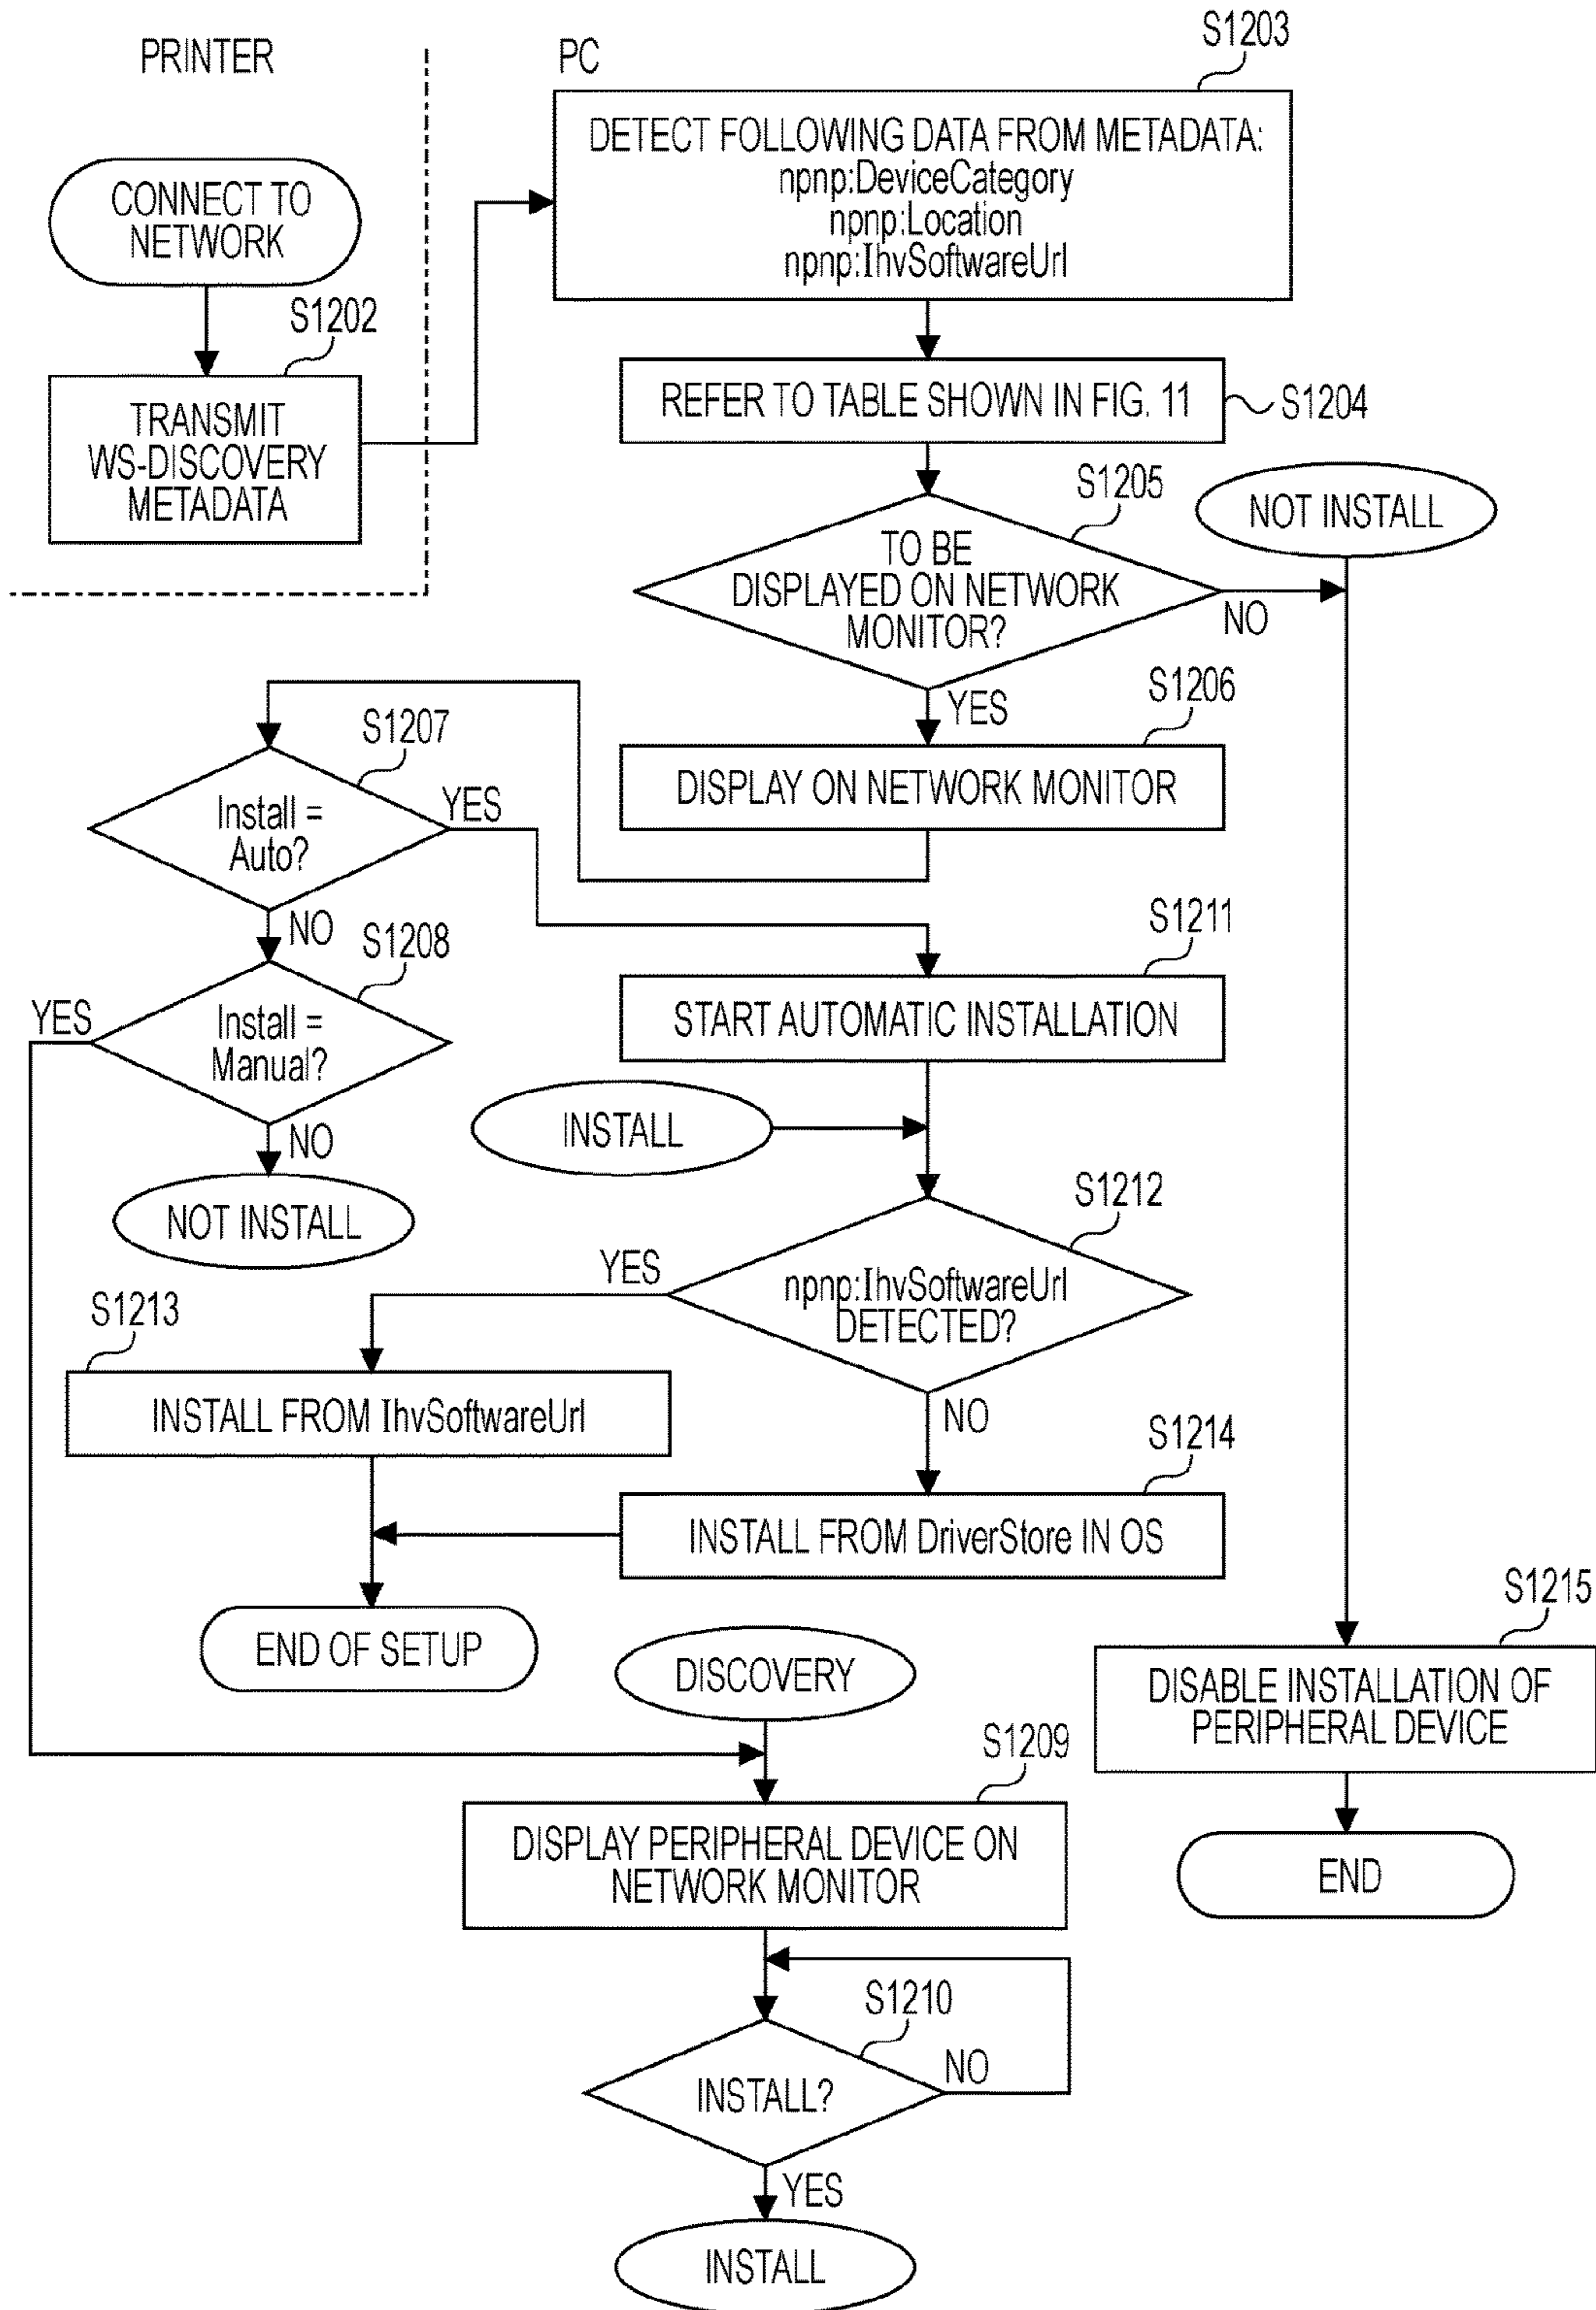 PRINTER
CONNECT TO
NETWORK
S1202
TRANSMIT
WS-DISCOVERY
METADATA
PC
S1203
DETECT FOLLOWING DATA FROM METADATA:
npnp:DeviceCategory
npnp:Location
npnp:IhvSoftwareUrl
REFER TO TABLE SHOWN IN FIG. 11
S1204
S1205
TO BE
DISPLAYED ON NETWORK
MONITOR?
NO
NOT INSTALL
YES
S1206
DISPLAY ON NETWORK MONITOR
S1207
Install =
Auto?
YES
NO
S1208
Install =
Manual?
YES
NO
NOT INSTALL
S1211
START AUTOMATIC INSTALLATION
INSTALL
S1212
npnp:IhvSoftwareUrl
DETECTED?
YES
NO
S1213
INSTALL FROM IhvSoftwareUrl
S1214
INSTALL FROM DriverStore IN OS
END OF SETUP
DISCOVERY
S1209
DISPLAY PERIPHERAL DEVICE ON
NETWORK MONITOR
S1210
INSTALL?
NO
YES
INSTALL
S1215
DISABLE INSTALLATION OF
PERIPHERAL DEVICE
END